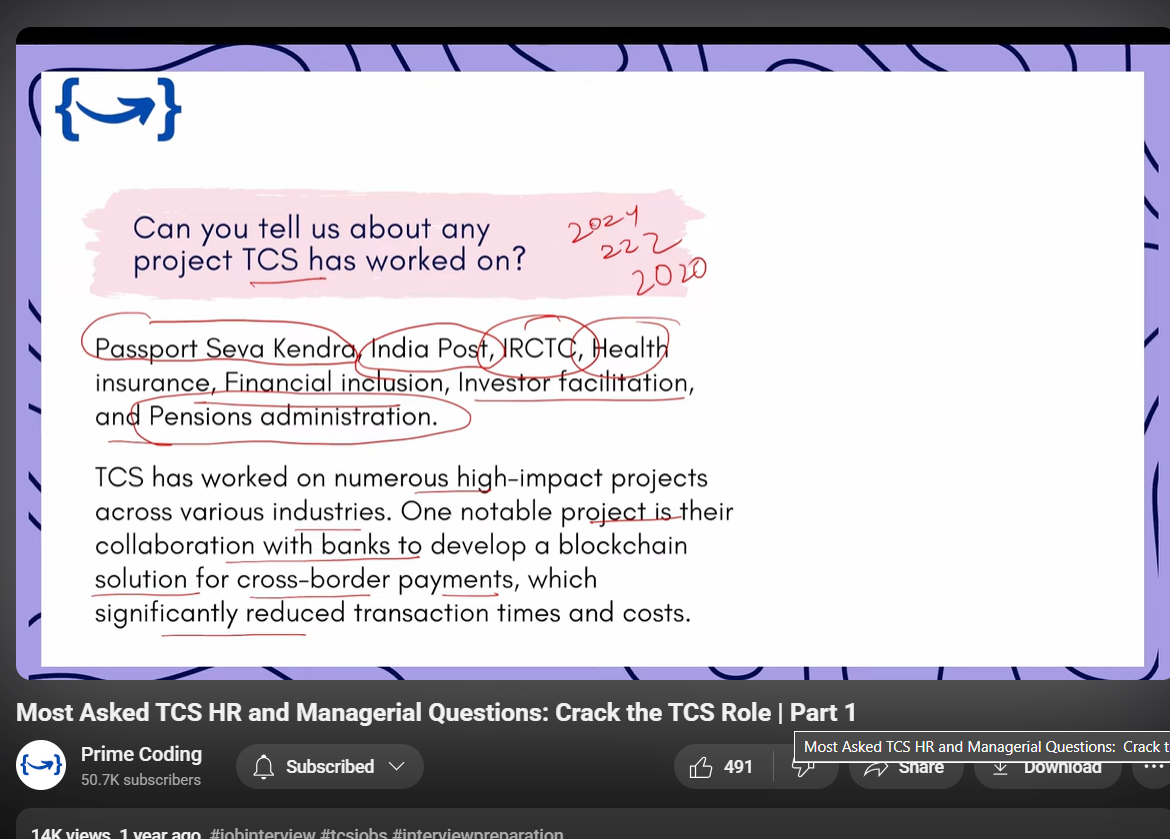 Can you tell us about any
project TCS has worked on?
2024
222
2020
Passport Seva Kendra, India Post, IRCTC, Health
insurance, Financial inclusion, Investor facilitation,
and Pensions administration.
TCS has worked on numerous high-impact projects
across various industries. One notable project is their
collaboration with banks to develop a blockchain
solution for cross-border payments, which
significantly reduced transaction times and costs.
Most Asked TCS HR and Managerial Questions: Crack the TCS Role | Part 1
Prime Coding
50.7K subscribers
Subscribed
491
Most Asked TCS HR and Managerial Questions: Crack t
Share
Download
14K views 1 year ago #jobinterview #tcsjobs #interviewpreparation